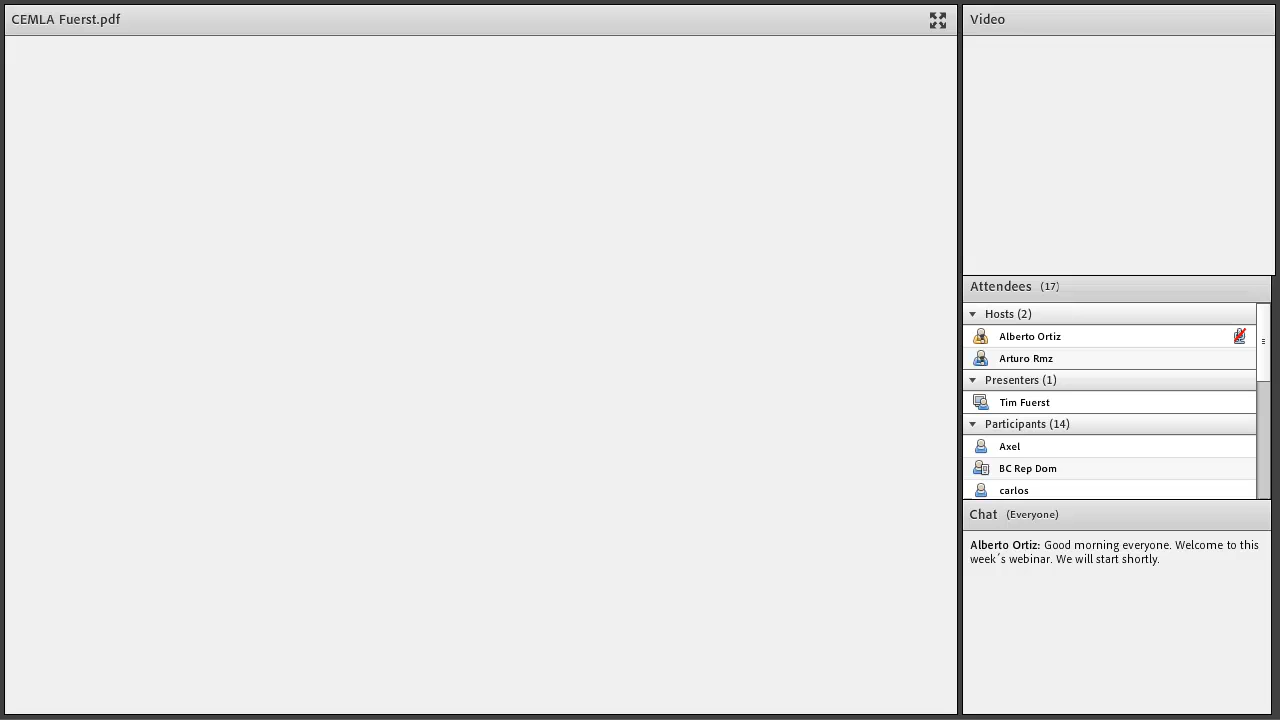 CEMLA Fuerst.pdf
Video
Attendees (17)
Hosts (2)
Alberto Ortiz
Arturo Rmz
Presenters (1)
Tim Fuerst
Participants (14)
Axel
BC Rep Dom
carlos
Chat (Everyone)
Alberto Ortiz: Good morning everyone. Welcome to this
week´s webinar. We will start shortly.